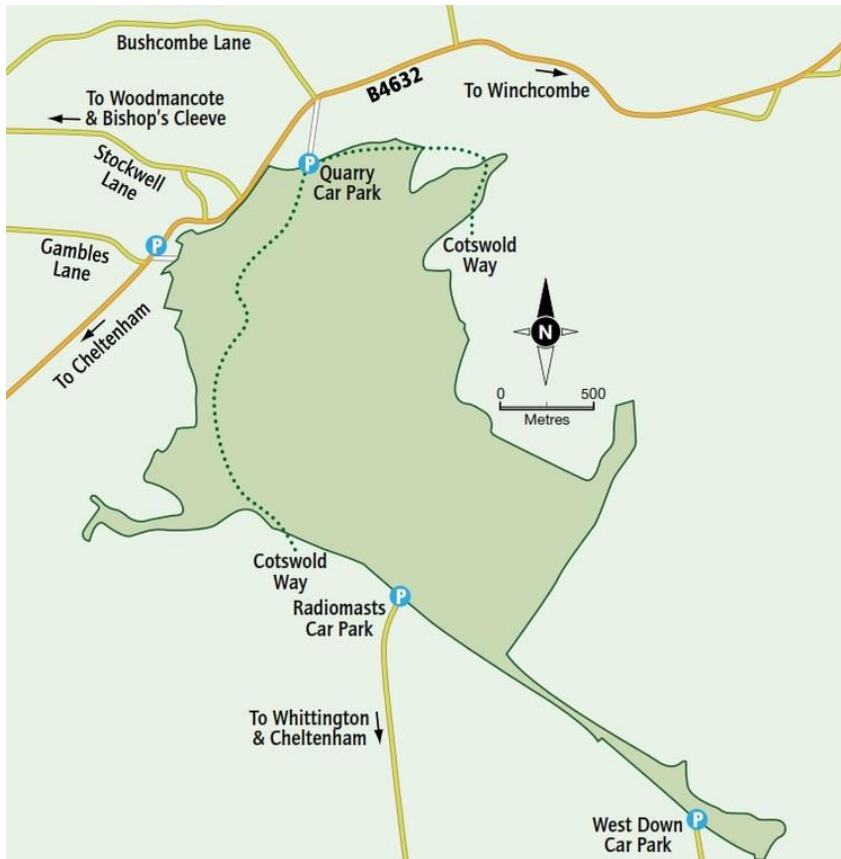 Bushcombe Lane
B4632
To Winchcombe
To Woodmancote
& Bishop's Cleeve
Stockwell
Lane
P
Quarry
Car Park
P
Gambles
Lane
Cotswold
Way
To Cheltenham
N
0 500
Metres
Cotswold
Way
P
Radiomasts
Car Park
To Whittington
& Cheltenham
P
West Down
Car Park